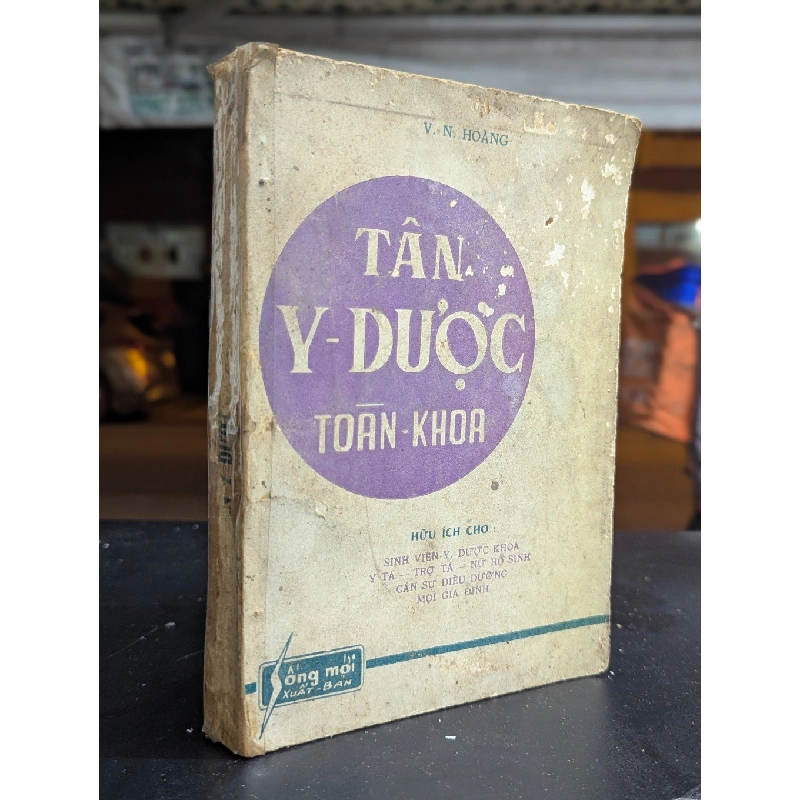 V. N. HOÀNG
TÂN
Y-DƯỢC
TOÀN-KHOA
HỮU ÍCH CHO :
SINH VIÊN Y, DƯỢC KHOA
Y TÁ — TRỢ TÁ — NỮ HỘ SINH
CÁN SỰ ĐIỀU DƯỠNG
MỌI GIA ĐÌNH
Sống mới
XUẤT-BẢN